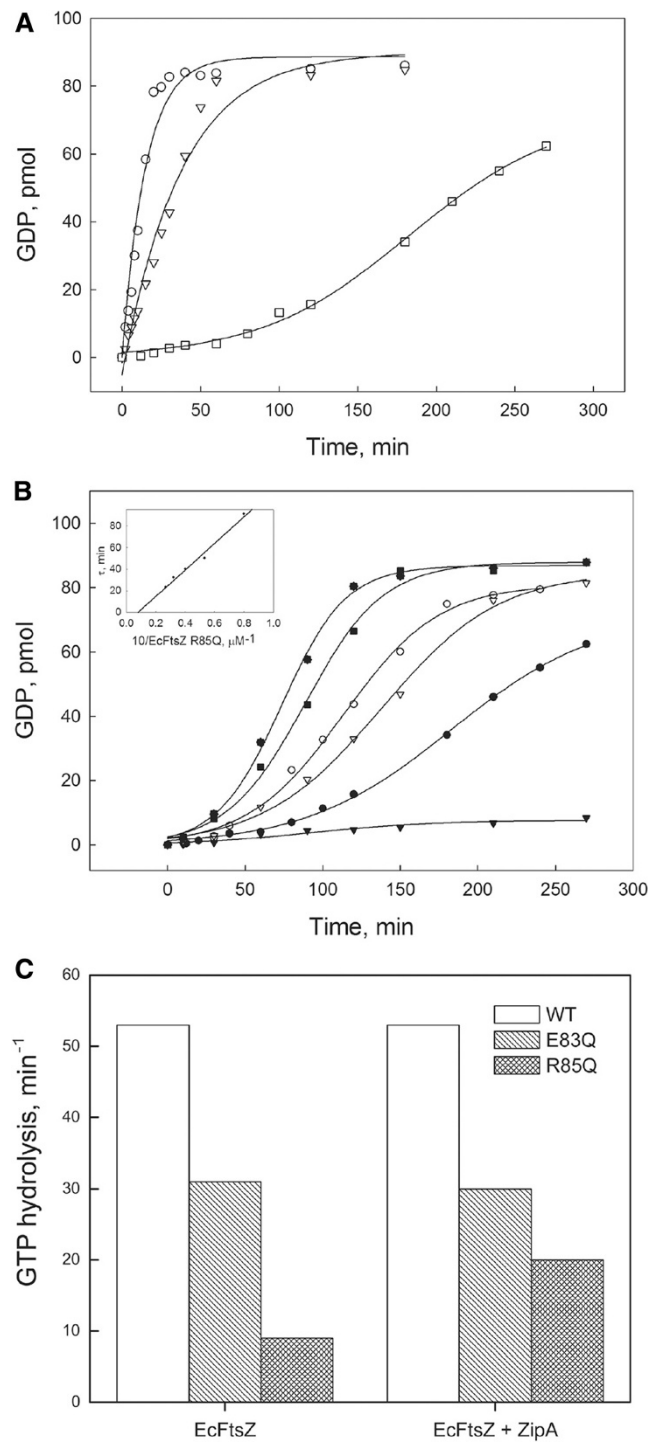 A
GDP, pmol
100
80
60
40
20
0
0 50 100 150 200 250 300
Time, min
B
GDP, pmol
100
80
60
40
20
0
τ, min
80
60
40
20
0
0.0 0.2 0.4 0.6 0.8 1.0
10/EcFtsZ R85Q, μM-1
0 50 100 150 200 250 300
Time, min
C
GTP hydrolysis, min-1
60
50
40
30
20
10
0
WT
E83Q
R85Q
EcFtsZ EcFtsZ + ZipA